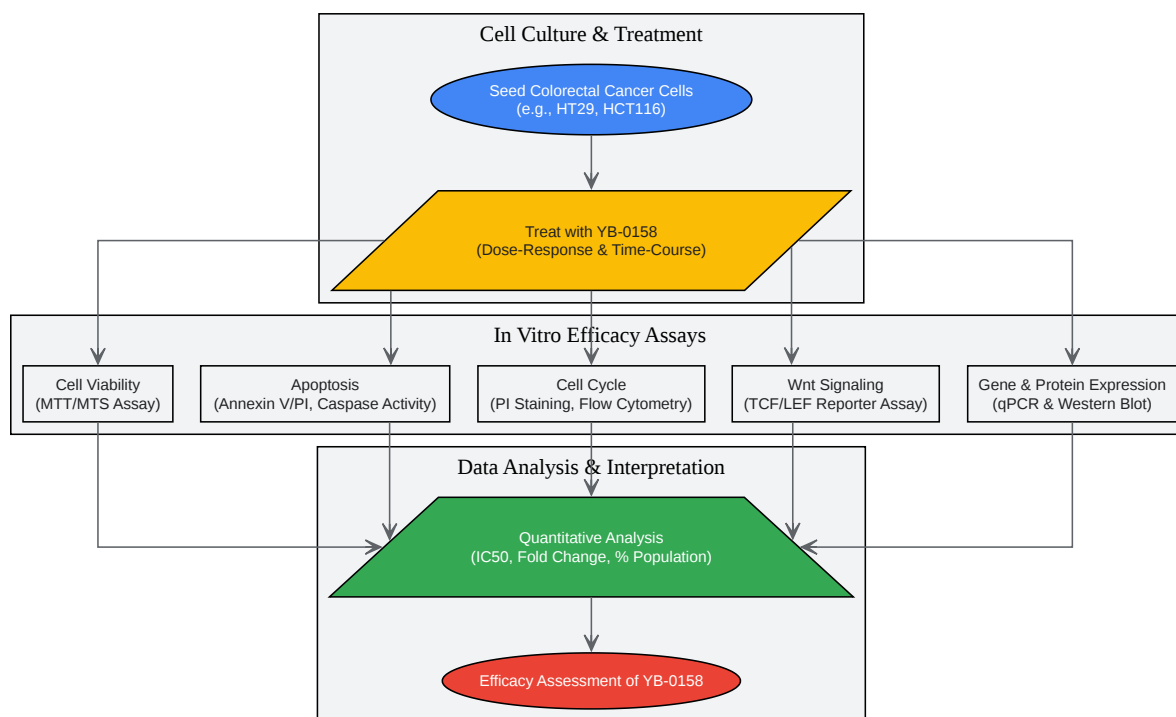 Cell Culture & Treatment
Seed Colorectal Cancer Cells
(e.g., HT29, HCT116)
Treat with YB-0158
(Dose-Response & Time-Course)
In Vitro Efficacy Assays
Cell Viability
(MTT/MTS Assay)
Apoptosis
(Annexin V/PI, Caspase Activity)
Cell Cycle
(PI Staining, Flow Cytometry)
Wnt Signaling
(TCF/LEF Reporter Assay)
Gene & Protein Expression
(qPCR & Western Blot)
Data Analysis & Interpretation
Quantitative Analysis
(IC50, Fold Change, % Population)
Efficacy Assessment of YB-0158